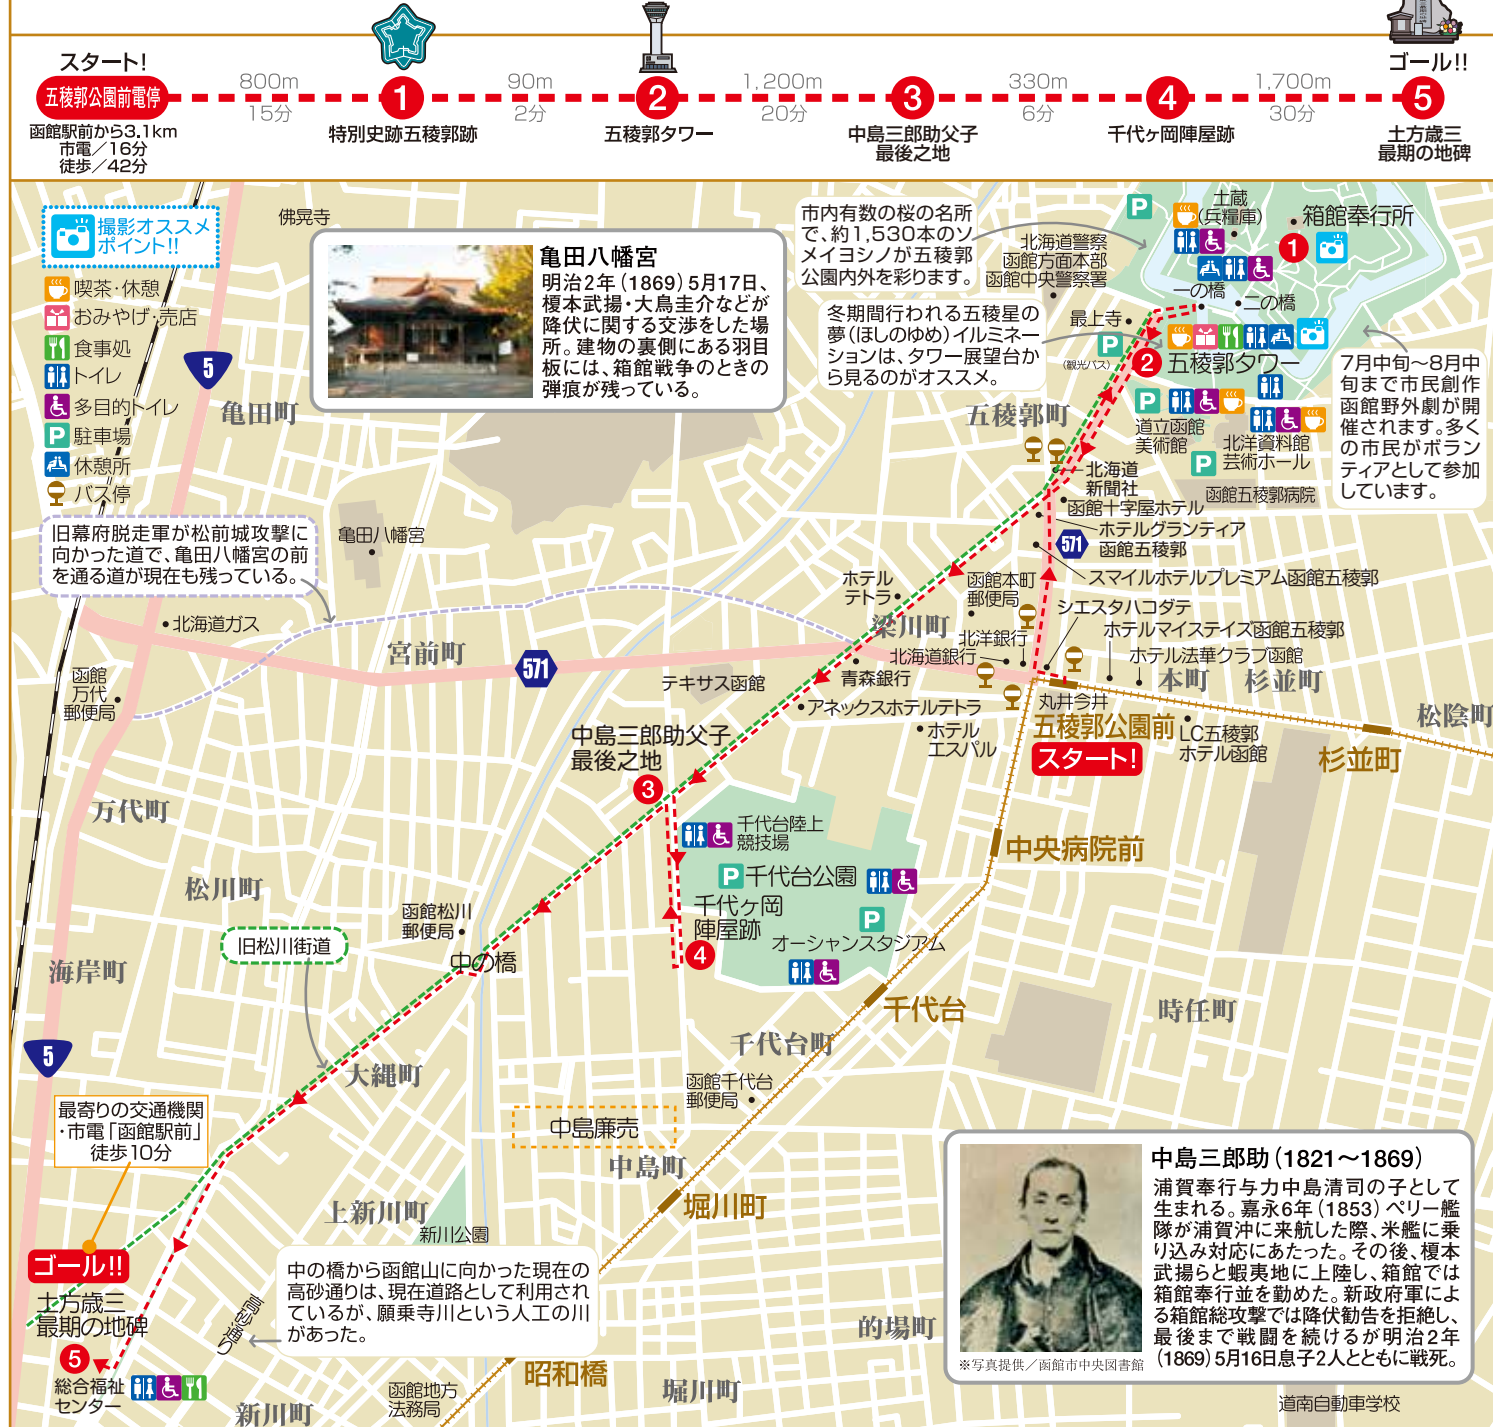 スタート!
五稜郭公園前電停
函館駅前から3.1km
市電／16分
徒歩／42分
800m
15分
1
特別史跡五稜郭跡
90m
2分
2
五稜郭タワー
1,200m
20分
3
中島三郎助父子
最後之地
330m
6分
4
千代ヶ岡陣屋跡
1,700m
30分
ゴール!!
5
土方歳三
最期の地碑
撮影オススメ
ポイント!!
喫茶・休憩
おみやげ・売店
食事処
トイレ
多目的トイレ
P
駐車場
休憩所
バス停
佛晃寺
5
亀田町
亀田八幡宮
明治2年(1869)5月17日、
榎本武揚・大鳥圭介などが
降伏に関する交渉をした場
所。建物の裏側にある羽目
板には、箱館戦争のときの
弾痕が残っている。
市内有数の桜の名所
で、約1,530本のソ
メイヨシノが五稜郭
公園内外を彩ります。
北海道警察
函館方面本部
函館中央警察署
冬期間行われる五稜星の
夢(ほしのゆめ)イルミネー
ションは、タワー展望台か
ら見るのがオススメ。
P
土蔵
(兵糧庫)
箱館奉行所
1
一の橋
二の橋
最上寺
P
(観光バス)
2
五稜郭タワー
7月中旬〜8月中
旬まで市民創作
函館野外劇が開
催されます。多く
の市民がボラン
ティアとして参加
しています。
五稜郭町
P
道立函館
美術館
北洋資料館
芸術ホール
P
函館五稜郭病院
北海道
新聞社
函館十字屋ホテル
ホテルグランティア
函館五稜郭
571
スマイルホテルプレミアム函館五稜郭
旧幕府脱走軍が松前城攻撃に
向かった道で、亀田八幡宮の前
を通る道が現在も残っている。
亀田八幡宮
北海道ガス
宮前町
571
函館
万代
郵便局
ホテル
テトラ
函館本町
郵便局
梁川町
北洋銀行
北海道銀行
青森銀行
シエスタハコダテ
ホテルマイステイズ函館五稜郭
ホテル法華クラブ函館
本町
杉並町
テキサス函館
アネックスホテルテトラ
ホテル
エスパル
丸井今井
五稜郭公園前
スタート!
LC五稜郭
ホテル函館
松陰町
杉並町
中島三郎助父子
最後之地
3
万代町
千代台陸上
競技場
P
千代台公園
中央病院前
千代ヶ岡
陣屋跡
4
P
オーシャンスタジアム
松川町
函館松川
郵便局
旧松川街道
中の橋
海岸町
千代台
時任町
5
大縄町
千代台町
函館千代台
郵便局
最寄りの交通機関
・市電「函館駅前」
徒歩10分
中島廉売
中島町
堀川町
上新川町
新川公園
ゴール!!
土方歳三
最期の地碑
5
総合福祉
センター
高砂通り
中の橋から函館山に向かった現在の
高砂通りは、現在道路として利用され
ているが、願乗寺川という人工の川
があった。
中島三郎助(1821〜1869)
浦賀奉行与力中島清司の子として
生まれる。嘉永6年(1853)ペリー艦
隊が浦賀沖に来航した際、米艦に乗
り込み対応にあたった。その後、榎本
武揚らと蝦夷地に上陸し、箱館では
箱館奉行並を勤めた。新政府軍によ
る箱館総攻撃では降伏勧告を拒絶し、
最後まで戦闘を続けるが明治2年
(1869)5月16日息子2人とともに戦死。
※写真提供／函館市中央図書館
的場町
昭和橋
堀川町
函館地方
法務局
新川町
道南自動車学校